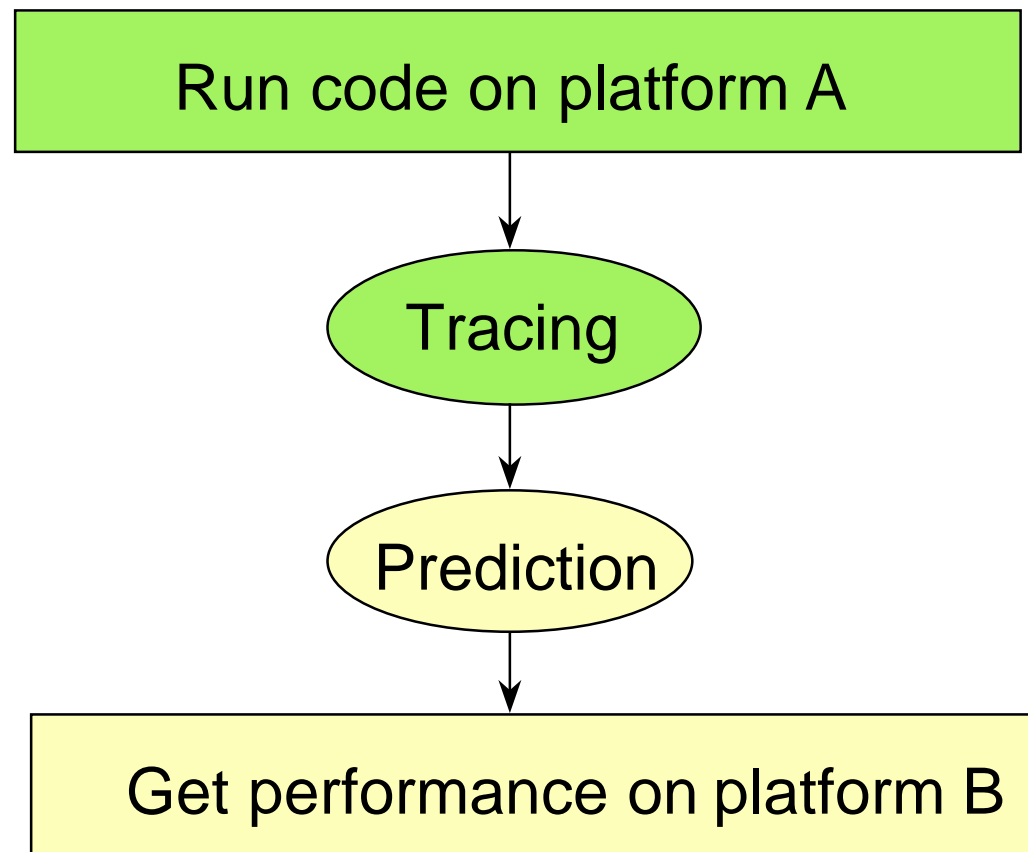 Run code on platform A
Tracing
Prediction
Get performance on platform B